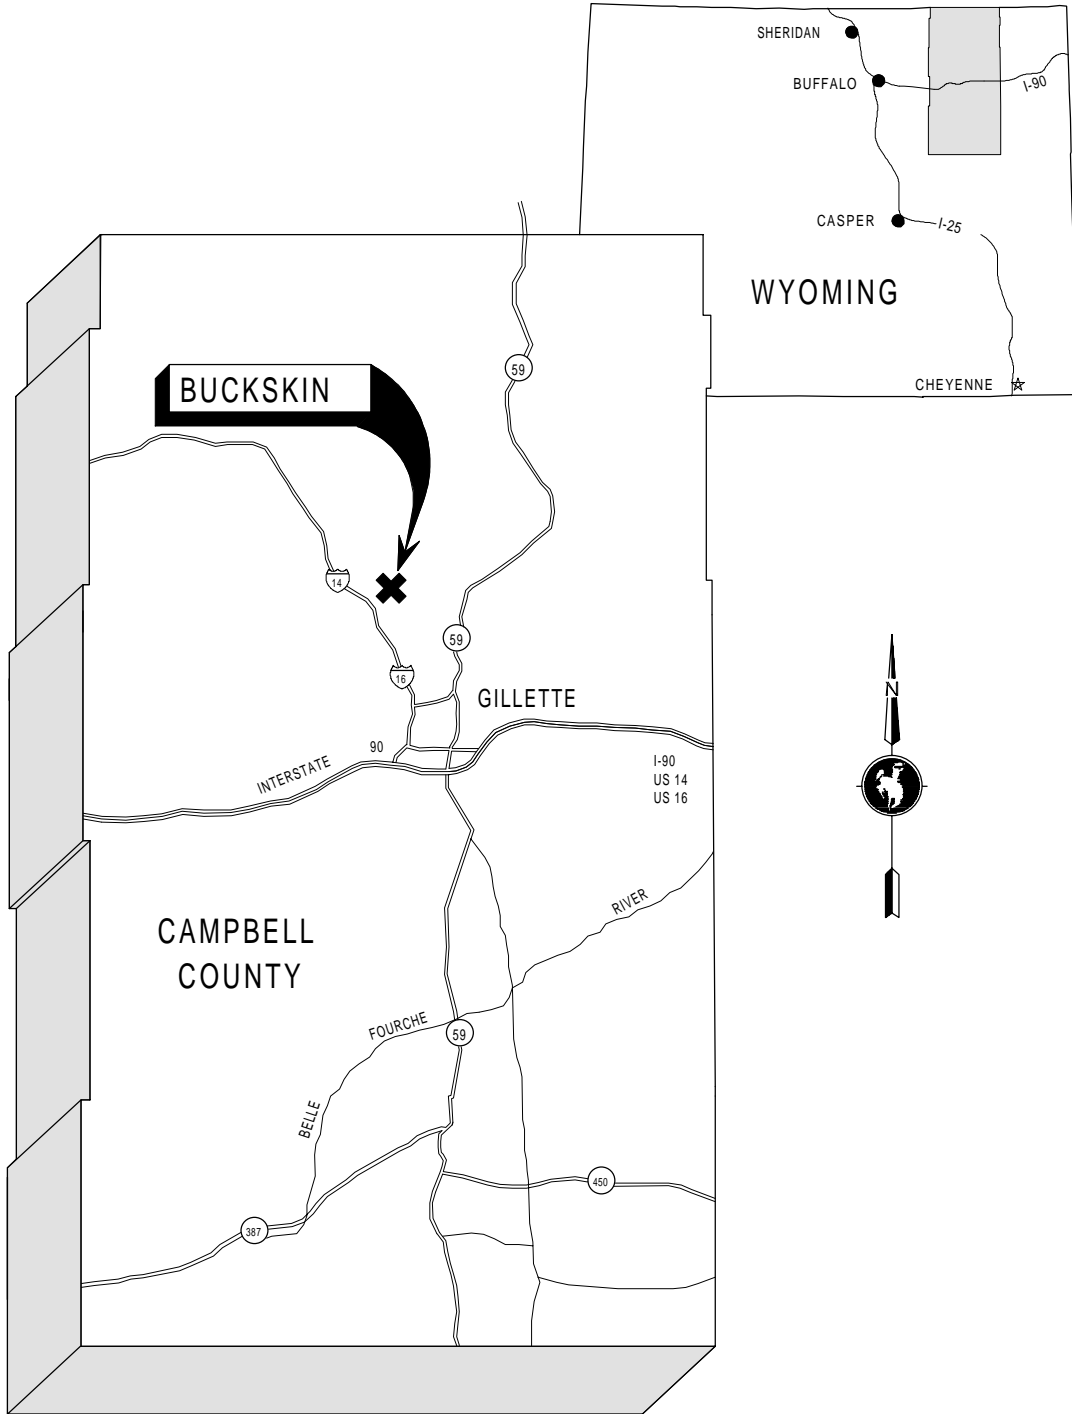 SHERIDAN
BUFFALO
I-90
CASPER
I-25
WYOMING
CHEYENNE
59
BUCKSKIN
14
59
16
GILLETTE
N
90
INTERSTATE
I-90
US 14
US 16
RIVER
CAMPBELL
COUNTY
FOURCHE
59
BELLE
450
387